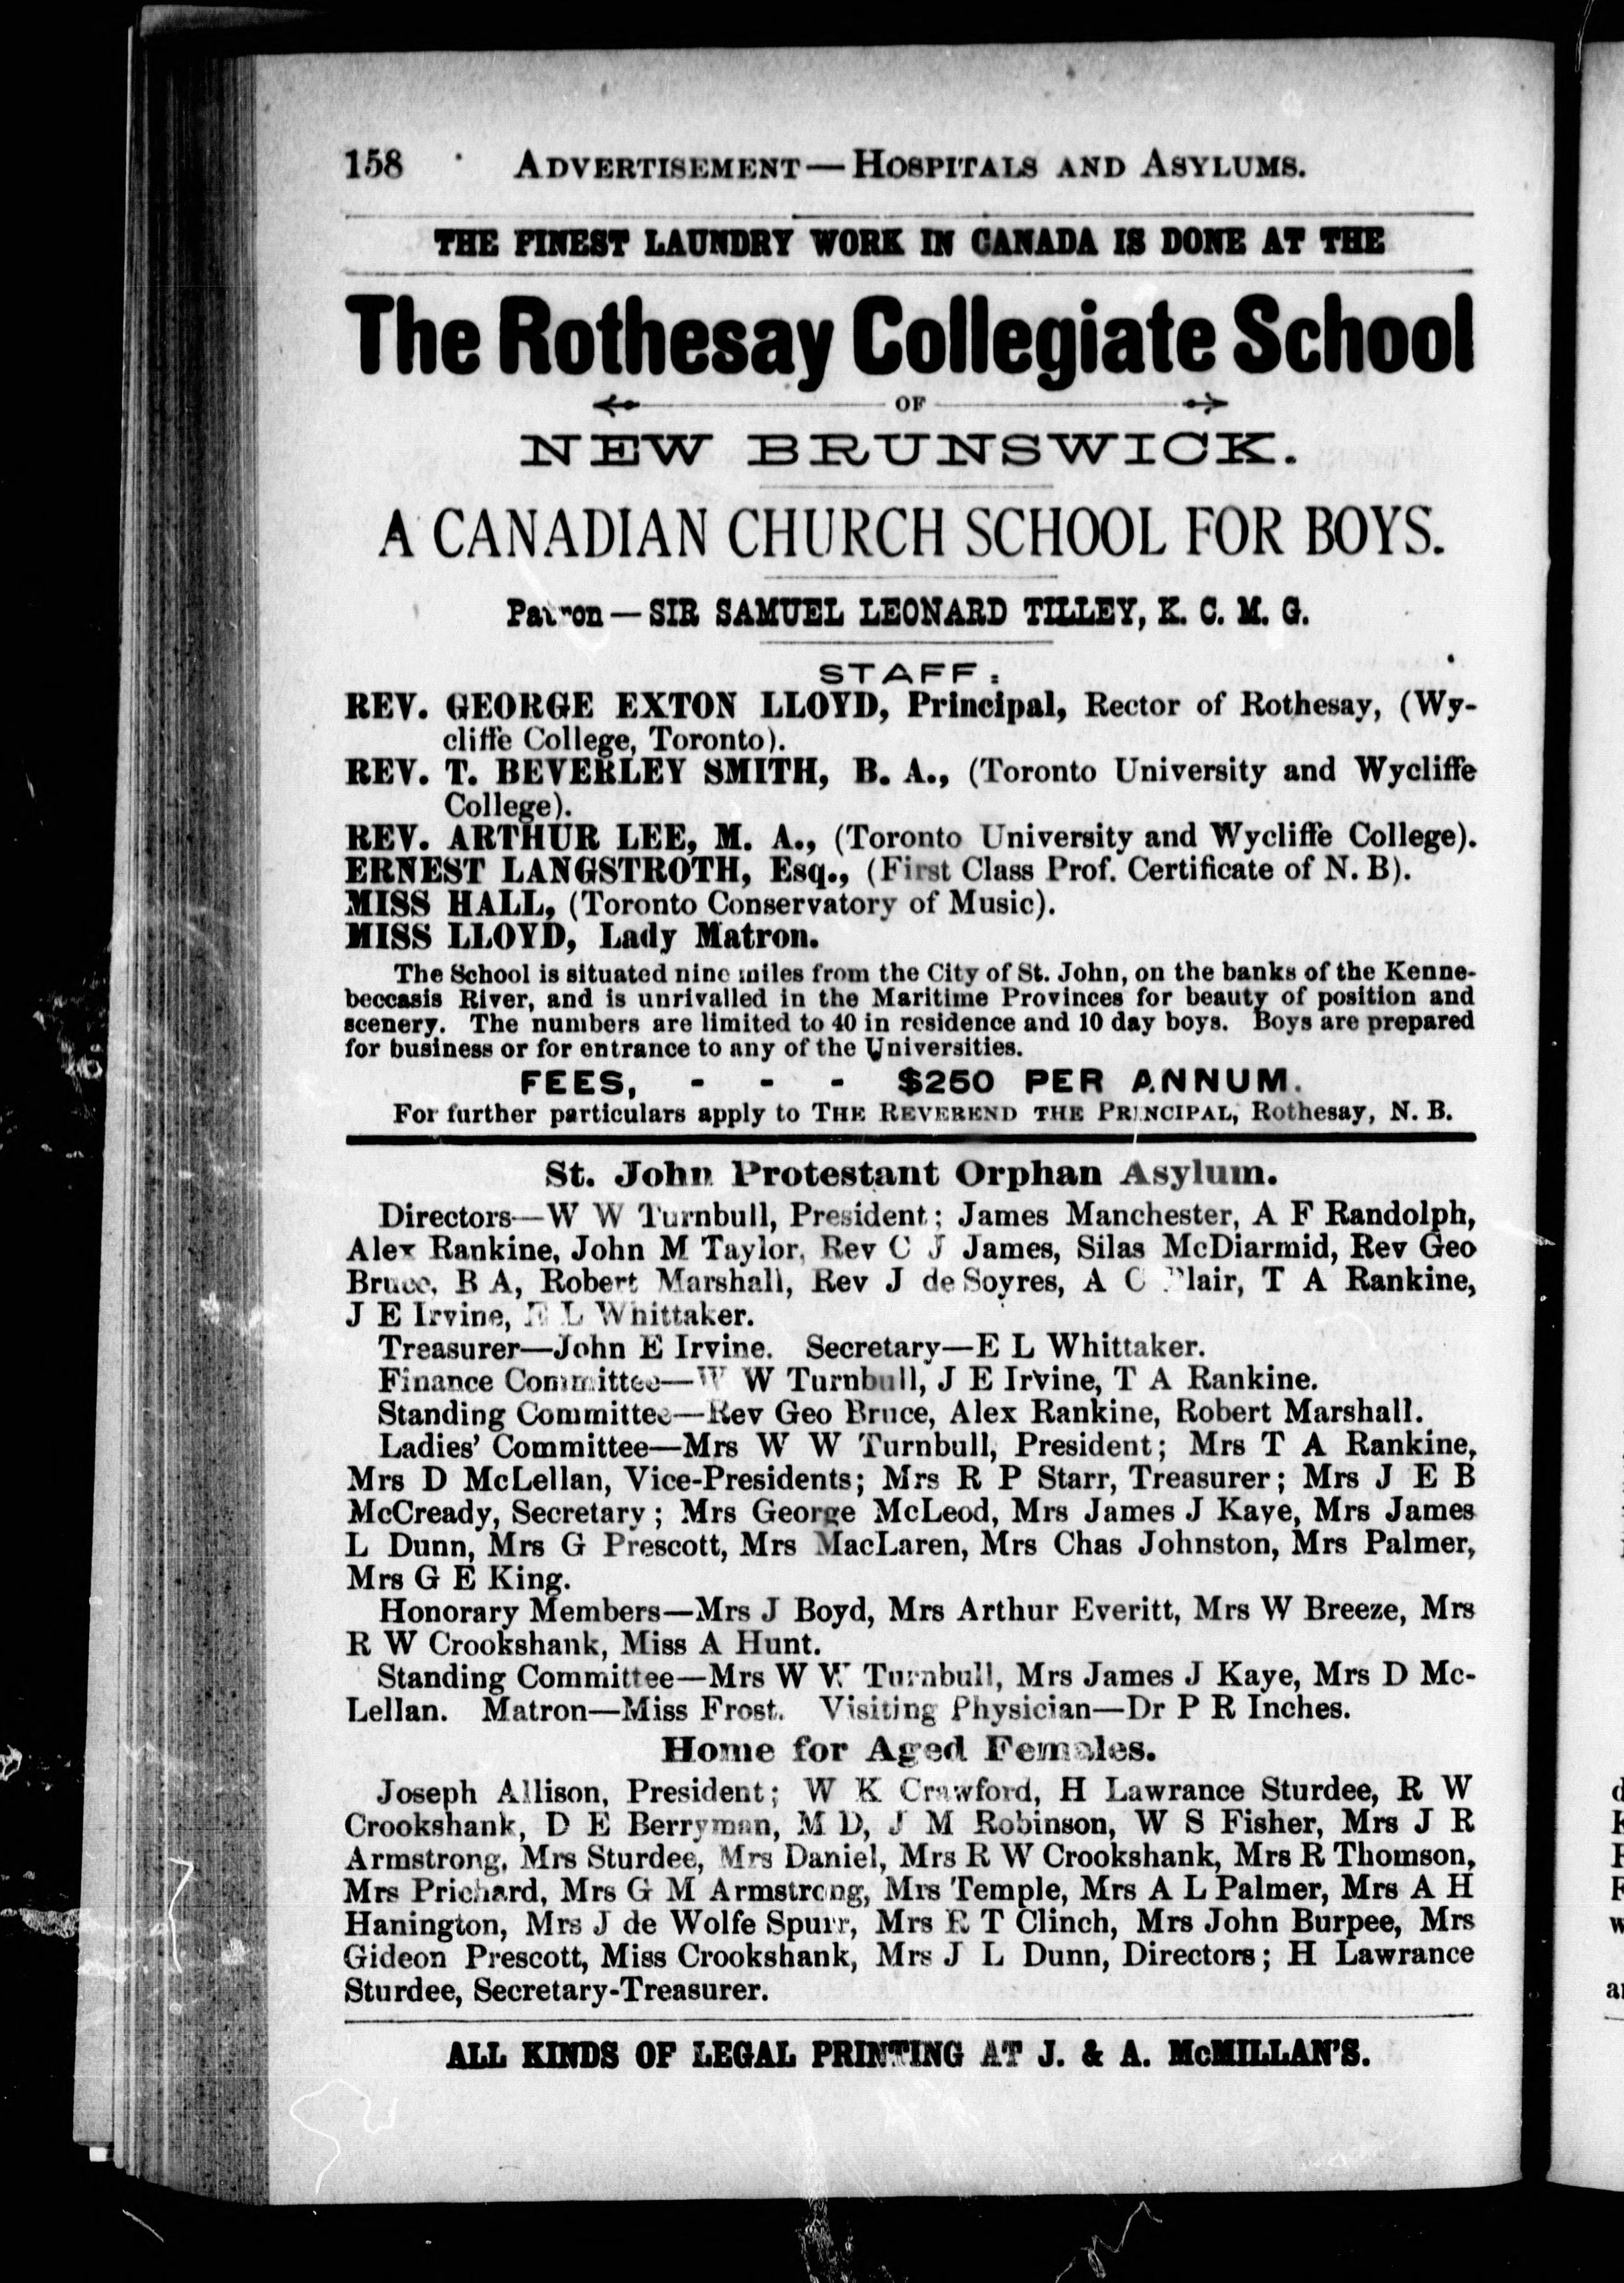 158 ADVERTISEMENT—HOSPITALS AND ASYLUMS.
THE FINEST LAUNDRY WORK IN CANADA IS DONE AT THE
The Rothesay Collegiate School
OF
NEW BRUNSWICK.
A CANADIAN CHURCH SCHOOL FOR BOYS.
Patron — SIR SAMUEL LEONARD TILLEY, K. C. M. G.
STAFF:
REV. GEORGE EXTON LLOYD, Principal, Rector of Rothesay, (Wy-
cliffe College, Toronto).
REV. T. BEVERLEY SMITH, B. A., (Toronto University and Wycliffe
College).
REV. ARTHUR LEE, M. A., (Toronto University and Wycliffe College).
ERNEST LANGSTROTH, Esq., (First Class Prof. Certificate of N. B).
MISS HALL, (Toronto Conservatory of Music).
MISS LLOYD, Lady Matron.
The School is situated nine miles from the City of St. John, on the banks of the Kenne-
beccasis River, and is unrivalled in the Maritime Provinces for beauty of position and
scenery. The numbers are limited to 40 in residence and 10 day boys. Boys are prepared
for business or for entrance to any of the Universities.
FEES, - - - $250 PER ANNUM.
For further particulars apply to THE REVEREND THE PRINCIPAL, Rothesay, N. B.
St. John Protestant Orphan Asylum.
Directors—W W Turnbull, President; James Manchester, A F Randolph,
Alex Rankine, John M Taylor, Rev C J James, Silas McDiarmid, Rev Geo
Bruce, B A, Robert Marshall, Rev J de Soyres, A C Blair, T A Rankine,
J E Irvine, E L Whittaker.
Treasurer—John E Irvine. Secretary—E L Whittaker.
Finance Committee—W W Turnbull, J E Irvine, T A Rankine.
Standing Committee—Rev Geo Bruce, Alex Rankine, Robert Marshall.
Ladies' Committee—Mrs W W Turnbull, President; Mrs T A Rankine,
Mrs D McLellan, Vice-Presidents; Mrs R P Starr, Treasurer; Mrs J E B
McCready, Secretary; Mrs George McLeod, Mrs James J Kaye, Mrs James
L Dunn, Mrs G Prescott, Mrs MacLaren, Mrs Chas Johnston, Mrs Palmer,
Mrs G E King.
Honorary Members—Mrs J Boyd, Mrs Arthur Everitt, Mrs W Breeze, Mrs
R W Crookshank, Miss A Hunt.
Standing Committee—Mrs W W Turnbull, Mrs James J Kaye, Mrs D Mc-
Lellan. Matron—Miss Frost. Visiting Physician—Dr P R Inches.
Home for Aged Females.
Joseph Allison, President; W K Crawford, H Lawrance Sturdee, R W
Crookshank, D E Berryman, M D, J M Robinson, W S Fisher, Mrs J R
Armstrong, Mrs Sturdee, Mrs Daniel, Mrs R W Crookshank, Mrs R Thomson,
Mrs Prichard, Mrs G M Armstrong, Mrs Temple, Mrs A L Palmer, Mrs A H
Hanington, Mrs J de Wolfe Spurr, Mrs R T Clinch, Mrs John Burpee, Mrs
Gideon Prescott, Miss Crookshank, Mrs J L Dunn, Directors; H Lawrance
Sturdee, Secretary-Treasurer.
ALL KINDS OF LEGAL PRINTING AT J. & A. McMILLAN'S.